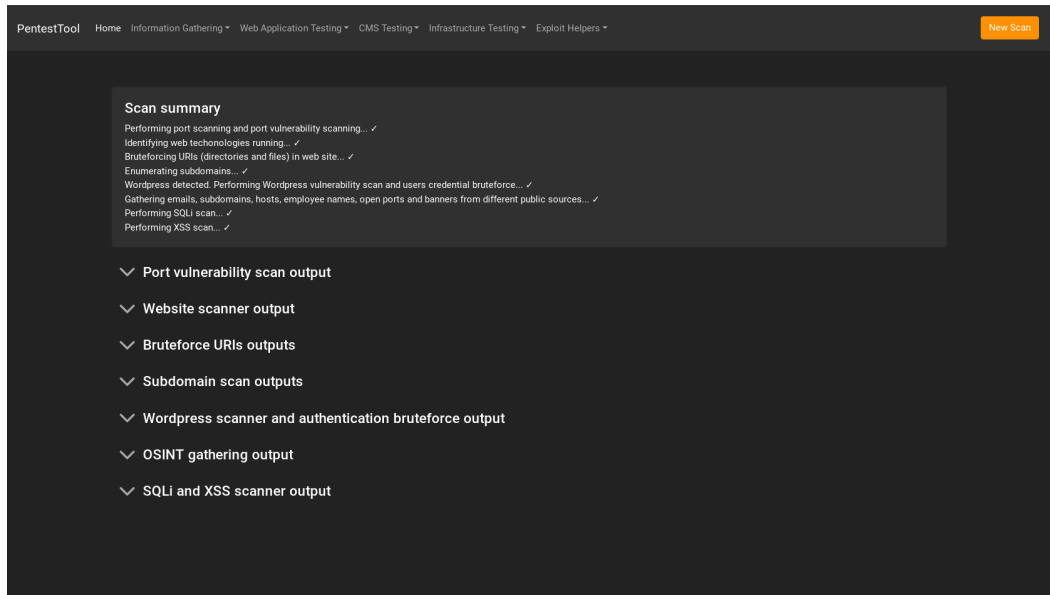 PentestTool Home Information Gathering Web Application Testing CMS Testing Infrastructure Testing Exploit Helpers New Scan
Scan summary
Performing port scanning and port vulnerability scanning... ✓
Identifying web techonologies running... ✓
Bruteforcing URIs (directories and files) in web site... ✓
Enumerating subdomains... ✓
Wordpress detected. Performing Wordpress vulnerability scan and users credential bruteforce... ✓
Gathering emails, subdomains, hosts, employee names, open ports and banners from different public sources... ✓
Performing SQLi scan... ✓
Performing XSS scan... ✓
Port vulnerability scan output
Website scanner output
Bruteforce URIs outputs
Subdomain scan outputs
Wordpress scanner and authentication bruteforce output
OSINT gathering output
SQLi and XSS scanner output